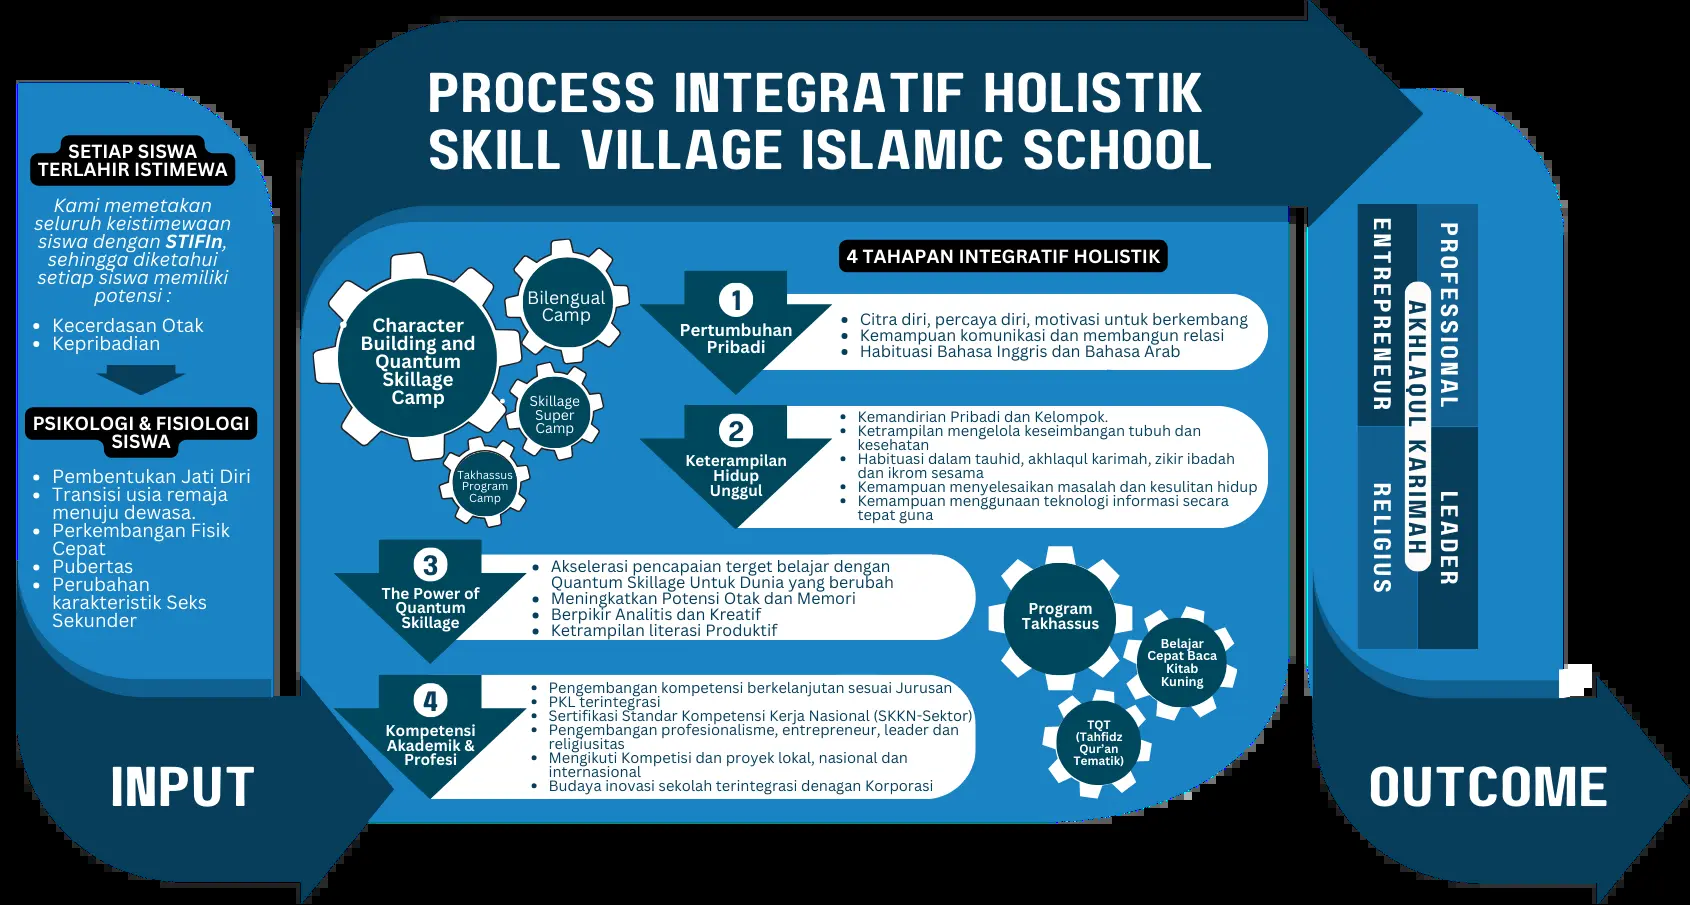 PROCESS INTEGRATIF HOLISTIK
SKILL VILLAGE ISLAMIC SCHOOL
SETIAP SISWA
TERLAHIR ISTIMEWA
Kami memetakan
seluruh keistimewaan
siswa dengan STIFIn,
sehingga diketahui
setiap siswa memiliki
potensi :
• Kecerdasan Otak
• Kepribadian
PSIKOLOGI & FISIOLOGI
SISWA
• Pembentukan Jati Diri
• Transisi usia remaja
menuju dewasa.
• Perkembangan Fisik
Cepat
• Pubertas
• Perubahan
karakteristik Seks
Sekunder
INPUT
Character
Building and
Quantum
Skillage
Camp
Bilengual
Camp
Skillage
Super
Camp
Takhassus
Program
Camp
4 TAHAPAN INTEGRATIF HOLISTIK
1
Pertumbuhan
Pribadi
• Citra diri, percaya diri, motivasi untuk berkembang
• Kemampuan komunikasi dan membangun relasi
• Habituasi Bahasa Inggris dan Bahasa Arab
2
Keterampilan
Hidup
Unggul
• Kemandirian Pribadi dan Kelompok.
• Ketrampilan mengelola keseimbangan tubuh dan
kesehatan
• Habituasi dalam tauhid, akhlaqul karimah, zikir ibadah
dan ikrom sesama
• Kemampuan menyelesaikan masalah dan kesulitan hidup
• Kemampuan menggunaan teknologi informasi secara
tepat guna
3
The Power of
Quantum
Skillage
• Akselerasi pencapaian terget belajar dengan
Quantum Skillage Untuk Dunia yang berubah
• Meningkatkan Potensi Otak dan Memori
• Berpikir Analitis dan Kreatif
• Ketrampilan literasi Produktif
4
Kompetensi
Akademik &
Profesi
• Pengembangan kompetensi berkelanjutan sesuai Jurusan
• PKL terintegrasi
• Sertifikasi Standar Kompetensi Kerja Nasional (SKKN-Sektor)
• Pengembangan profesionalisme, entrepreneur, leader dan
religiusitas
• Mengikuti Kompetisi dan proyek lokal, nasional dan
internasional
• Budaya inovasi sekolah terintegrasi denagan Korporasi
Program
Takhassus
Belajar
Cepat Baca
Kitab
Kuning
TQT
(Tahfidz
Qur'an
Tematik)
ENTREPRENEUR
PROFESSIONAL
AKHLAQUL KARIMAH
RELIGIUS
LEADER
OUTCOME